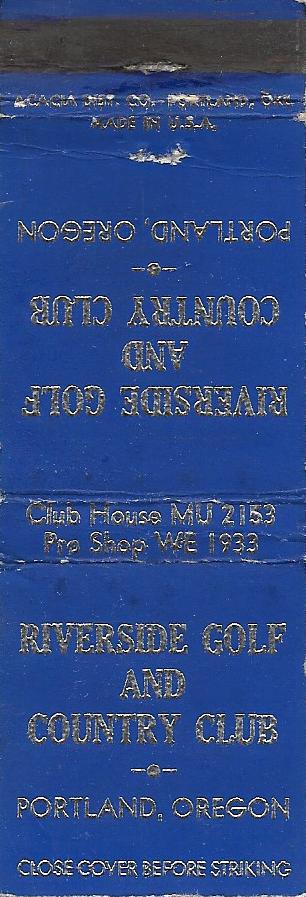 ACACIA DIST. CO., PORTLAND, ORE.
MADE IN U.S.A.
RIVERSIDE GOLF
AND
COUNTRY CLUB
PORTLAND, OREGON
Club House MU 2153
Pro Shop WE 1933
RIVERSIDE GOLF
AND
COUNTRY CLUB
PORTLAND, OREGON
CLOSE COVER BEFORE STRIKING